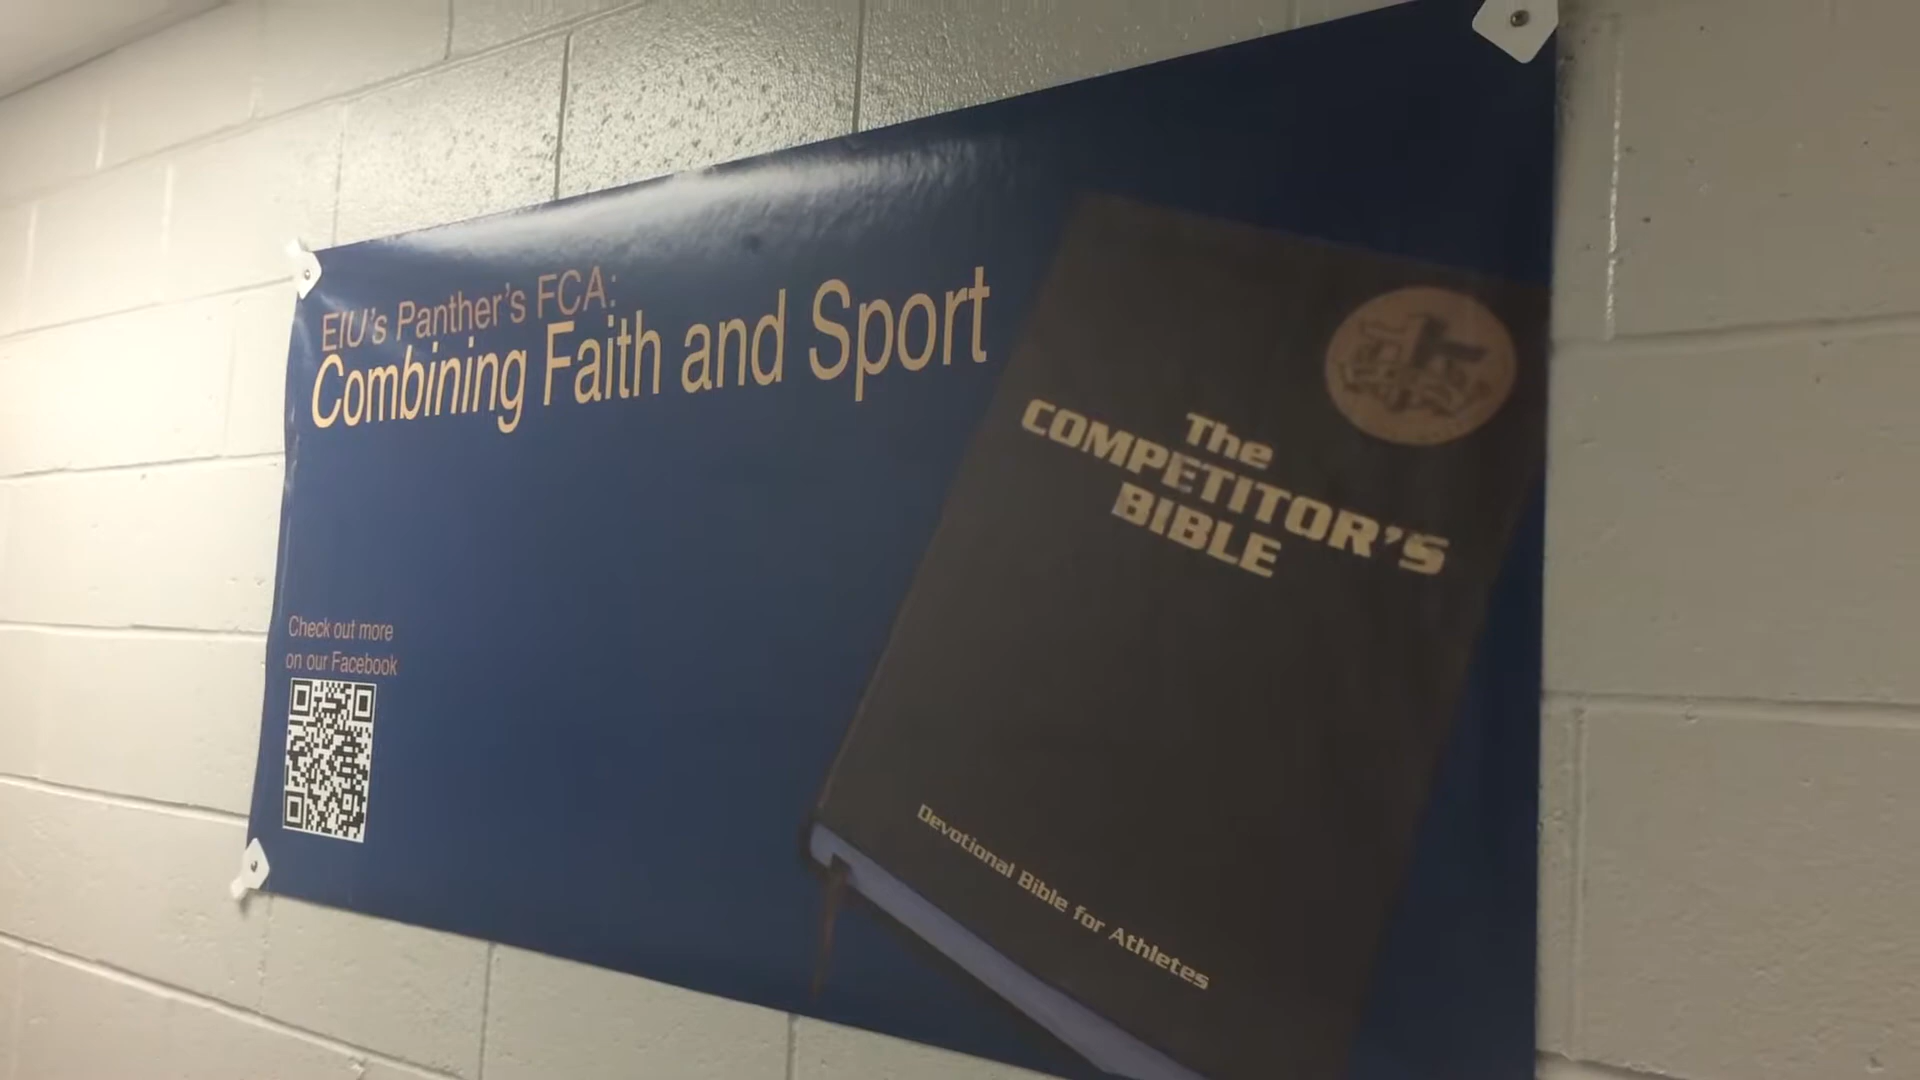 EIU's Panther's FCA:
Combining Faith and Sport
The
COMPETITOR'S
BIBLE
Check out more
on our Facebook
Devotional Bible for Athletes